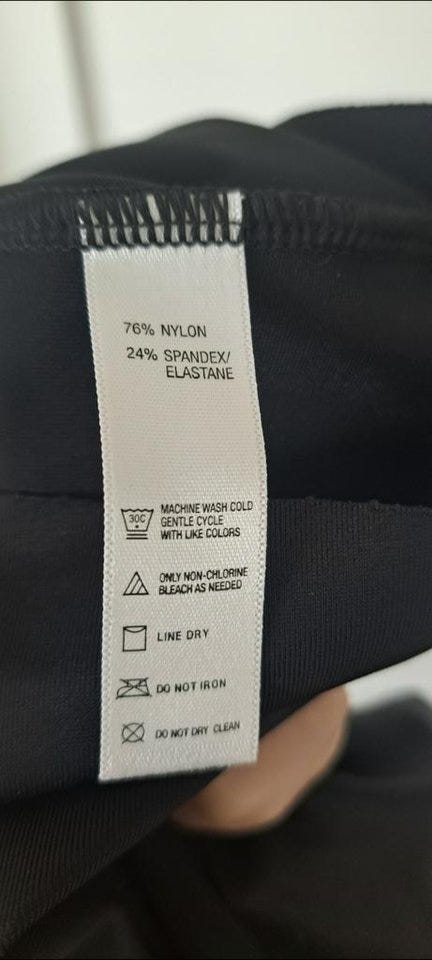 76% NYLON
24% SPANDEX/
ELASTANE
30C
MACHINE WASH COLD
GENTLE CYCLE
WITH LIKE COLORS
ONLY NON-CHLORINE
BLEACH AS NEEDED
LINE DRY
DO NOT IRON
DO NOT DRY CLEAN